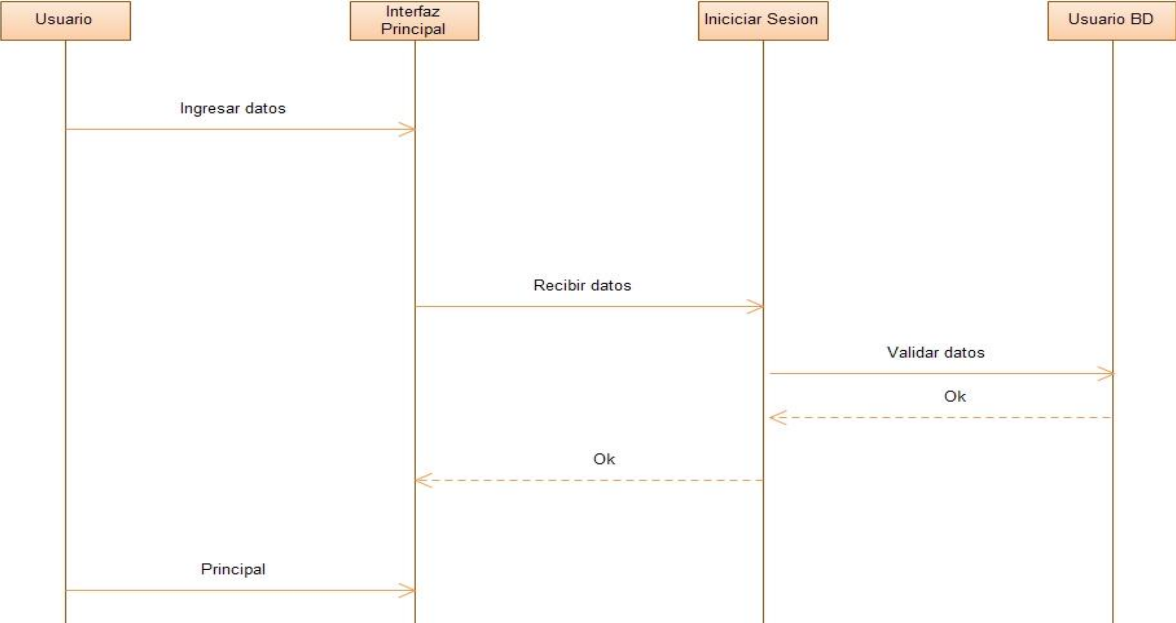 Usuario
Interfaz
Principal
Iniciciar Sesion
Usuario BD
Ingresar datos
Recibir datos
Validar datos
Ok
Ok
Principal